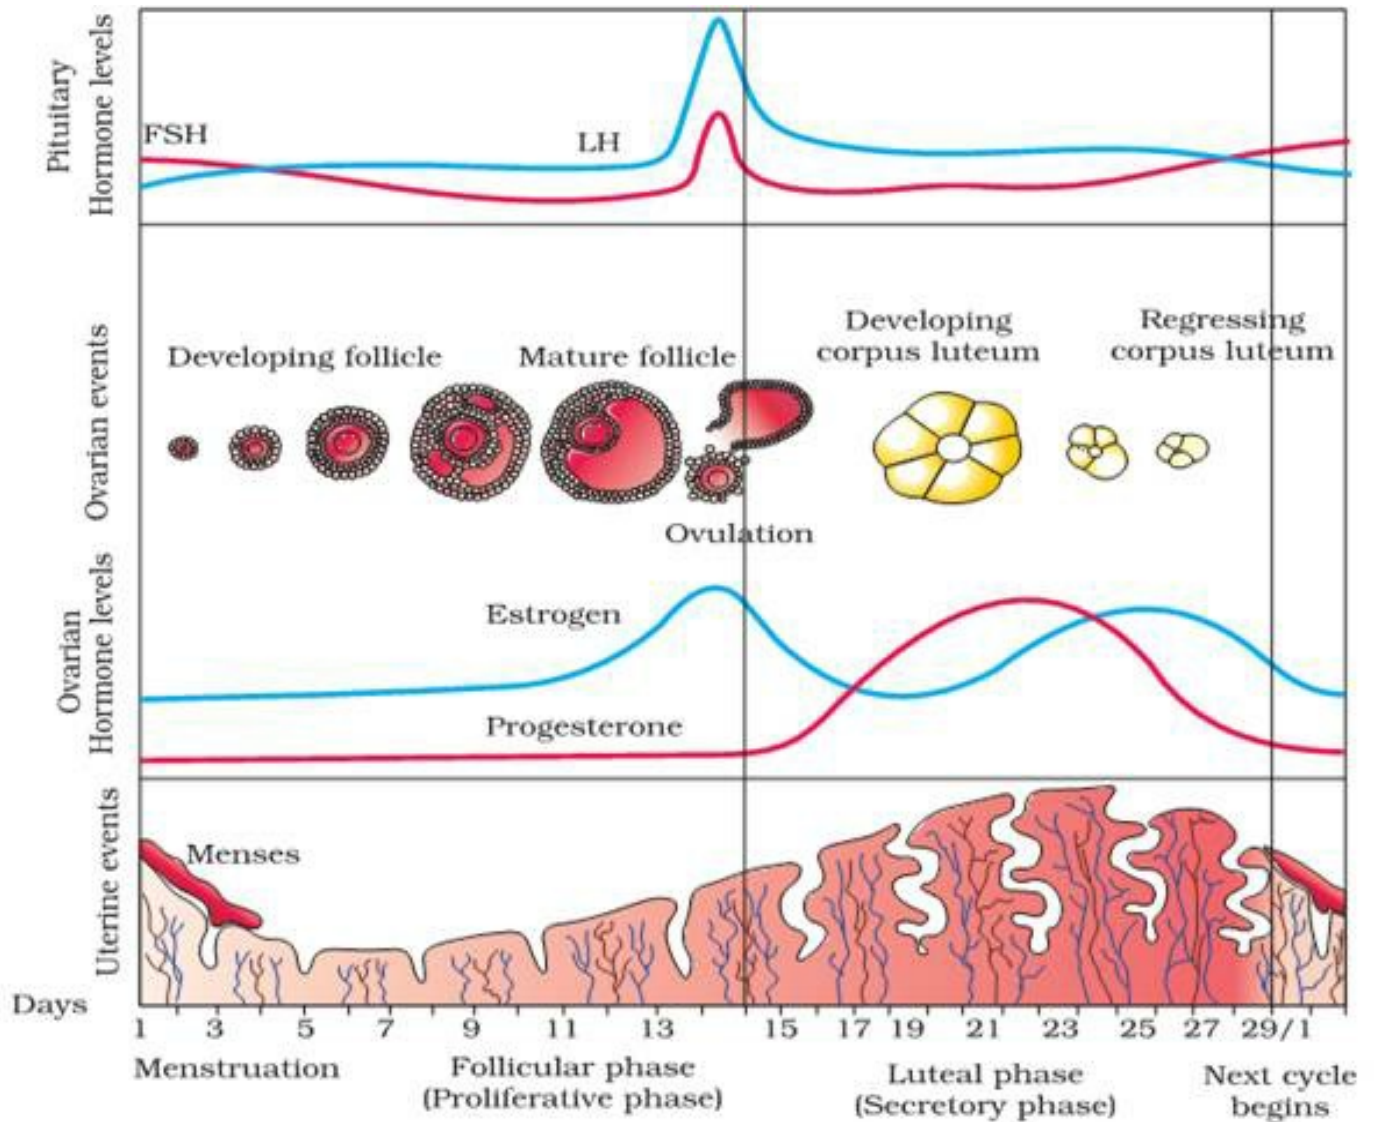 Pituitary
Hormone levels
FSH
LH
Ovarian events
Developing follicle
Mature follicle
Developing
corpus luteum
Regressing
corpus luteum
Ovulation
Ovarian
Hormone levels
Estrogen
Progesterone
Uterine events
Menses
Days
1 3 5 7 9 11 13 15 17 19 21 23 25 27 29/1
Menstruation
Follicular phase
(Proliferative phase)
Luteal phase
(Secretory phase)
Next cycle
begins